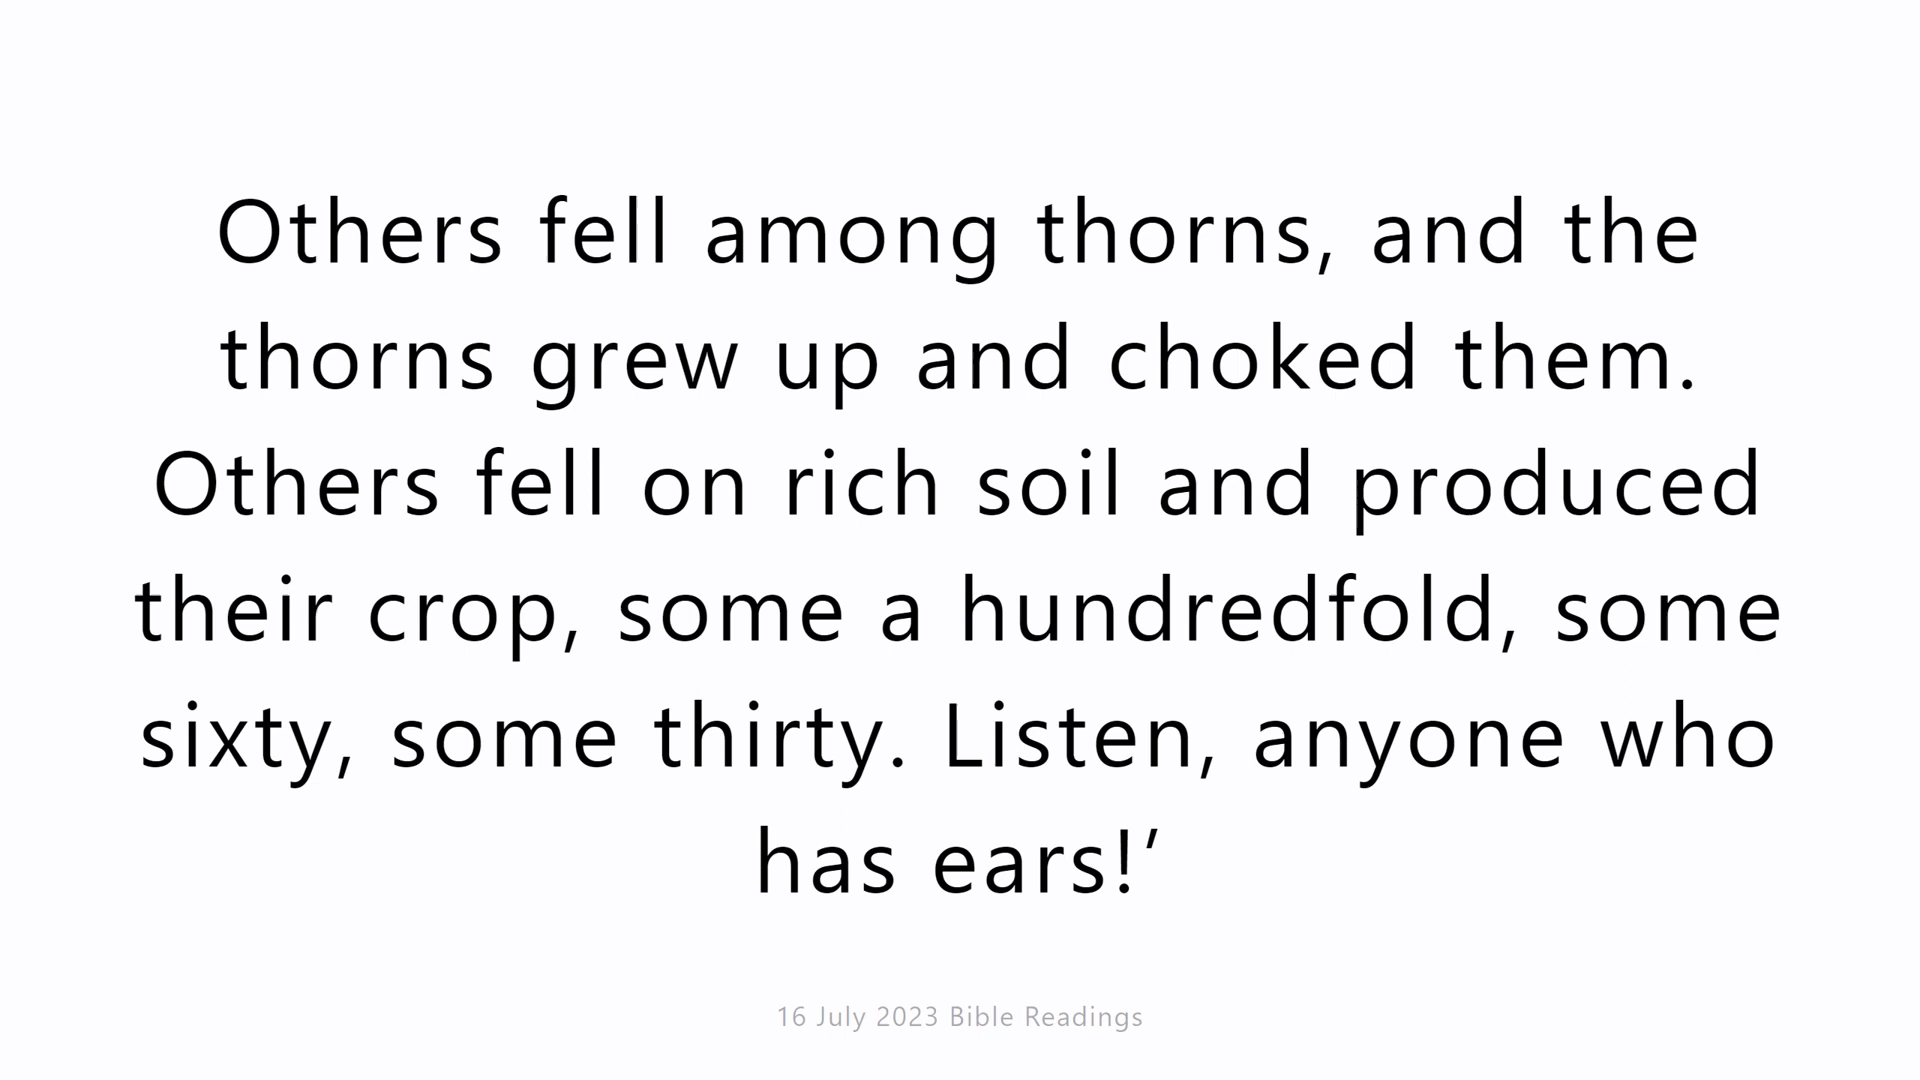 Others fell among thorns, and the
thorns grew up and choked them.
Others fell on rich soil and produced
their crop, some a hundredfold, some
sixty, some thirty. Listen, anyone who
has ears!’
16 July 2023 Bible Readings